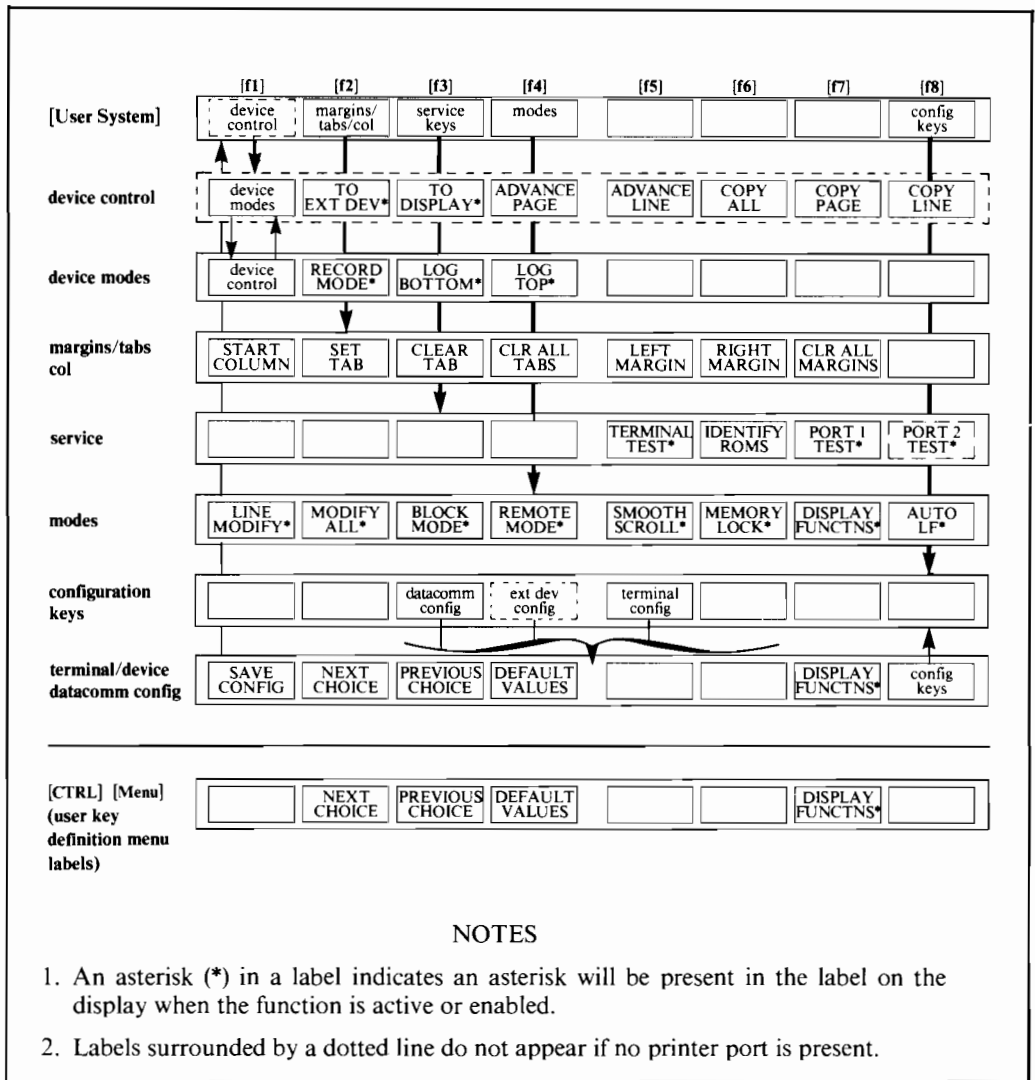 [f1] [f2] [f3] [f4] [f5] [f6] [f7] [f8]
[User System] device control margins/ tabs/col service keys modes config keys
device control device modes TO EXT DEV* TO DISPLAY* ADVANCE PAGE ADVANCE LINE COPY ALL COPY PAGE COPY LINE
device modes device control RECORD MODE* LOG BOTTOM* LOG TOP*
margins/tabs col START COLUMN SET TAB CLEAR TAB CLR ALL TABS LEFT MARGIN RIGHT MARGIN CLR ALL MARGINS
service TERMINAL TEST* IDENTIFY ROMS PORT 1 TEST* PORT 2 TEST*
modes LINE MODIFY* MODIFY ALL* BLOCK MODE* REMOTE MODE* SMOOTH SCROLL* MEMORY LOCK* DISPLAY FUNCTNS* AUTO LF*
configuration keys datacomm config ext dev config terminal config
terminal/device datacomm config SAVE CONFIG NEXT CHOICE PREVIOUS CHOICE DEFAULT VALUES DISPLAY FUNCTNS* config keys
[CTRL] [Menu] (user key definition menu labels) NEXT CHOICE PREVIOUS CHOICE DEFAULT VALUES DISPLAY FUNCTNS*
NOTES
1. An asterisk (*) in a label indicates an asterisk will be present in the label on the
display when the function is active or enabled.
2. Labels surrounded by a dotted line do not appear if no printer port is present.